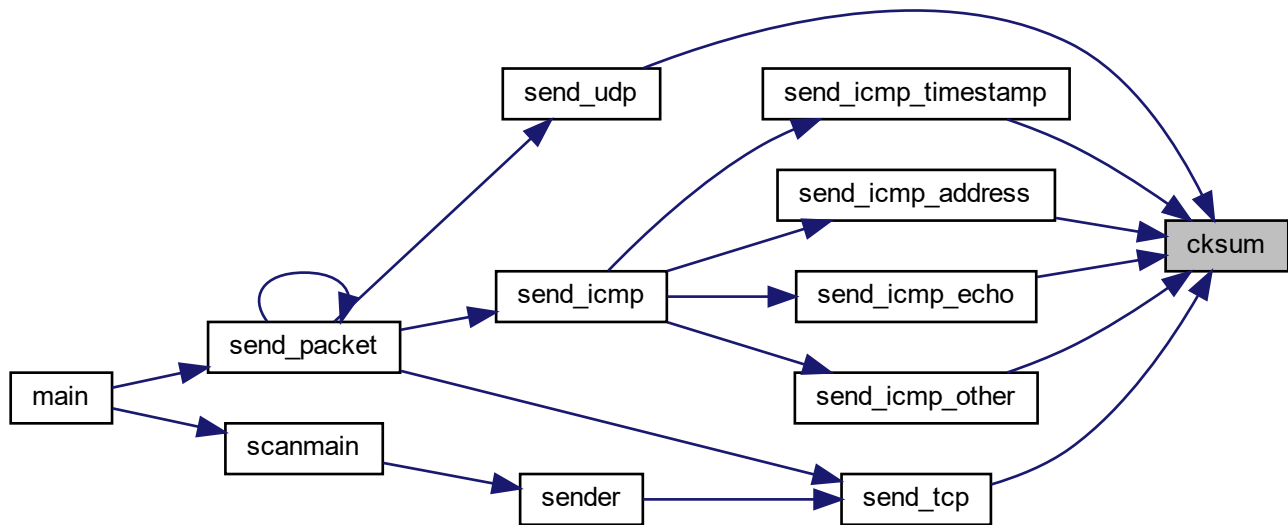 send_udp
send_icmp_timestamp
send_icmp_address
cksum
send_icmp
send_icmp_echo
send_packet
main
send_icmp_other
scanmain
sender
send_tcp